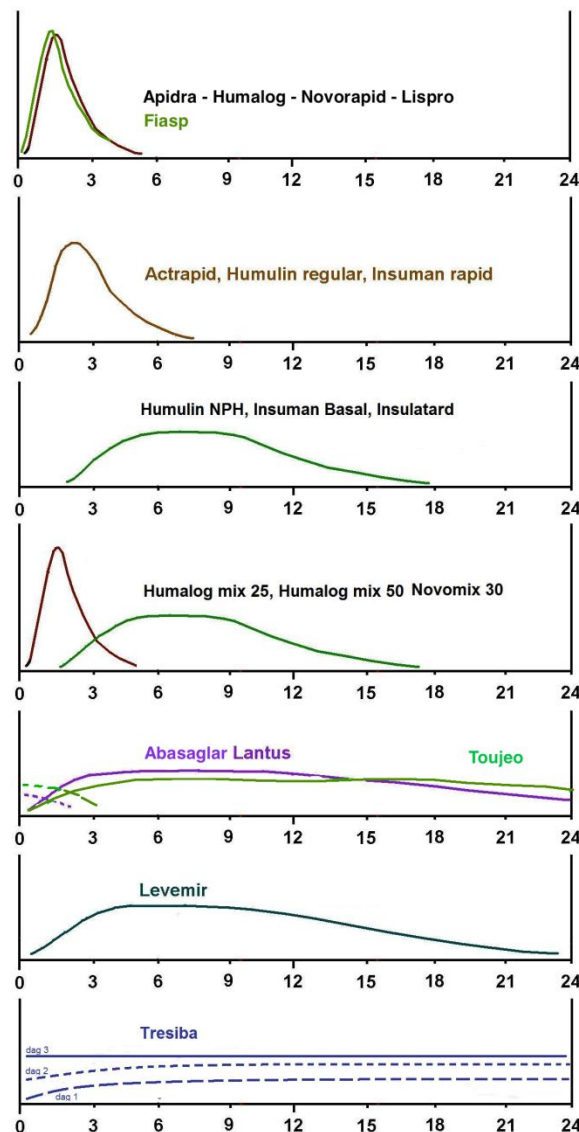 Apidra - Humalog - Novorapid - Lispro
Fiasp
0 3 6 9 12 15 18 21 24
Actrapid, Humulin regular, Insuman rapid
0 3 6 9 12 15 18 21 24
Humulin NPH, Insuman Basal, Insulatard
0 3 6 9 12 15 18 21 24
Humalog mix 25, Humalog mix 50 Novomix 30
0 3 6 9 12 15 18 21 24
Abasaglar Lantus Toujeo
0 3 6 9 12 15 18 21 24
Levemir
0 3 6 9 12 15 18 21 24
Tresiba
dag 3
dag 2
dag 1
0 3 6 9 12 15 18 21 24